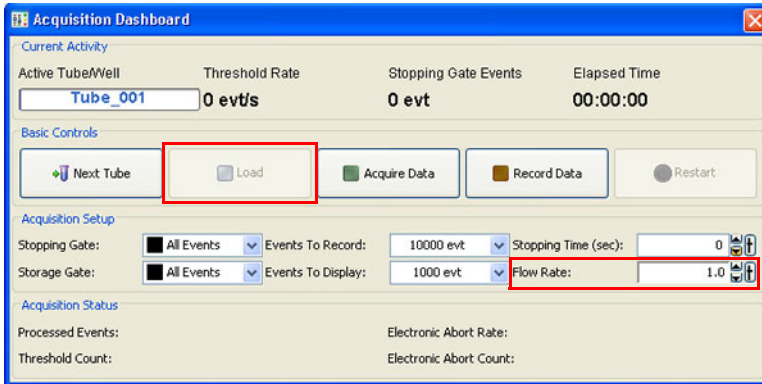 Acquisition Dashboard
Current Activity
Active Tube/Well Threshold Rate Stopping Gate Events Elapsed Time
Tube_001 0 evt/s 0 evt 00:00:00
Basic Controls
Next Tube Load Acquire Data Record Data Restart
Acquisition Setup
Stopping Gate: All Events Events To Record: 10000 evt Stopping Time (sec): 0
Storage Gate: All Events Events To Display: 1000 evt Flow Rate: 1.0
Acquisition Status
Processed Events: Electronic Abort Rate:
Threshold Count: Electronic Abort Count: